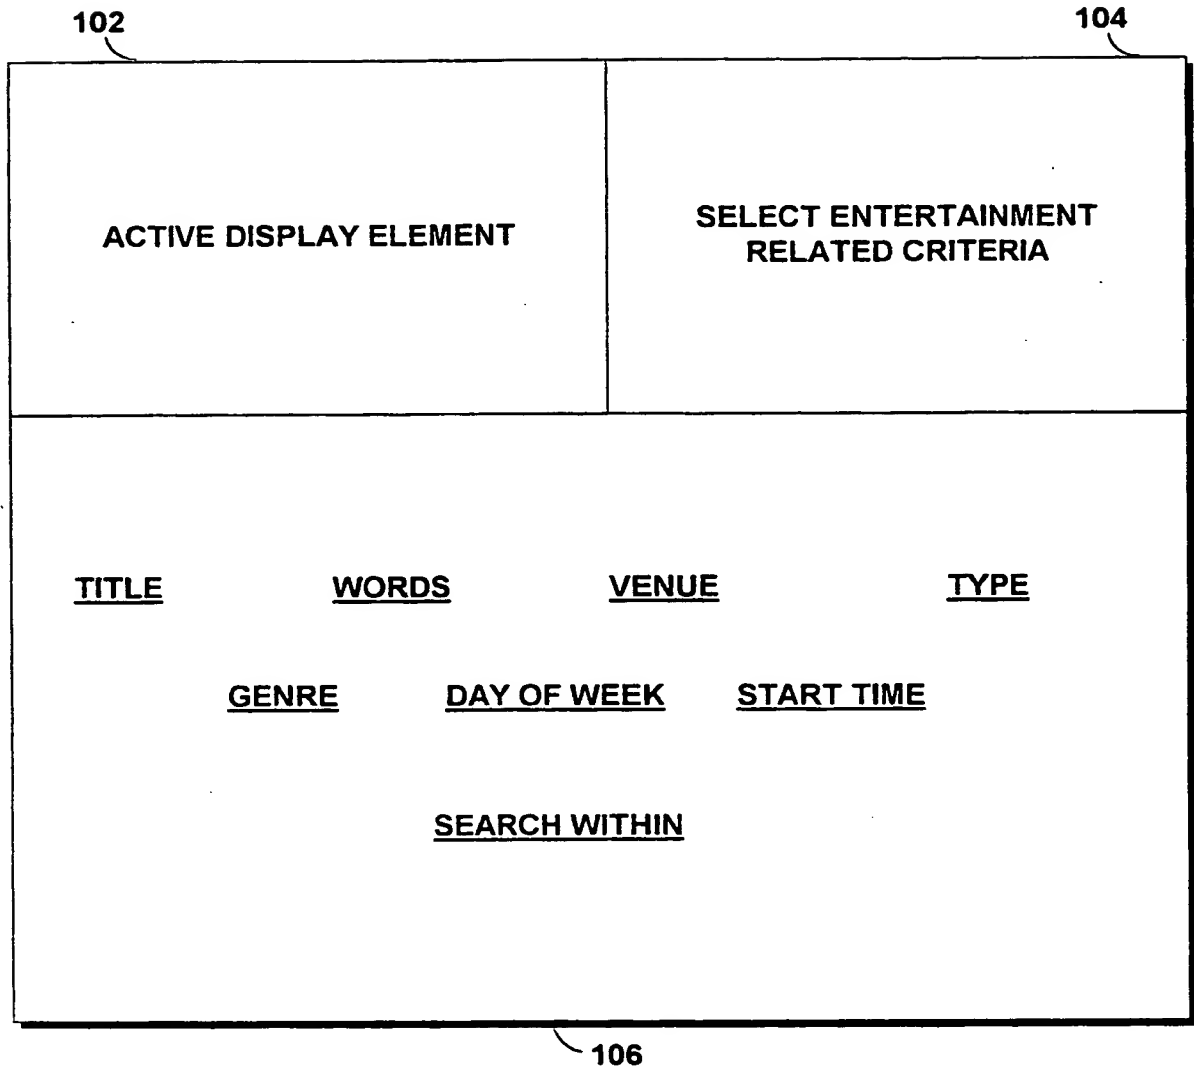 102
104
ACTIVE DISPLAY ELEMENT
SELECT ENTERTAINMENT
RELATED CRITERIA
TITLE WORDS VENUE TYPE
GENRE DAY OF WEEK START TIME
SEARCH WITHIN
106